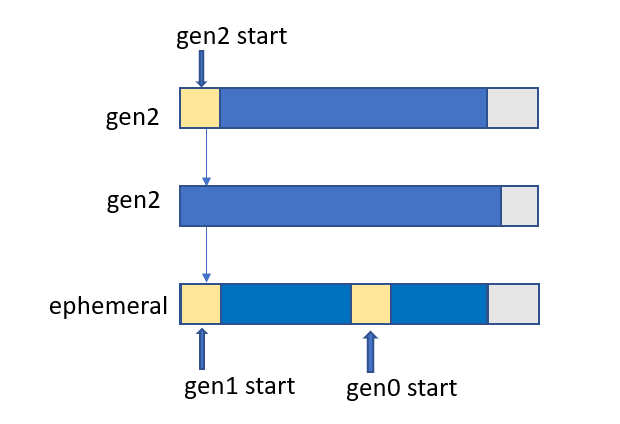 gen2 start
gen2
gen2
ephemeral
gen1 start
gen0 start